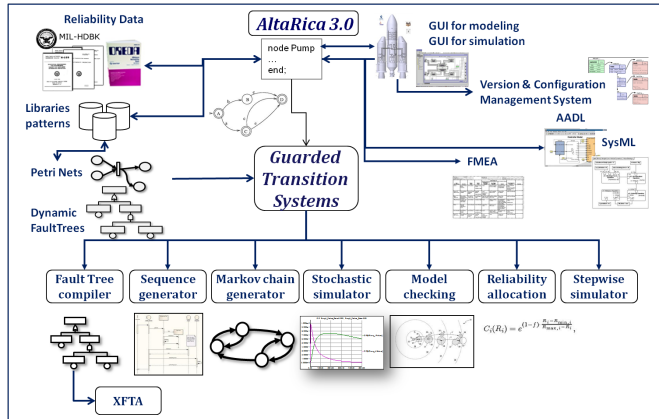 Reliability Data
AltaRica 3.0
MIL-HDBK
OREDA
node Pump
...
end;
GUI for modeling
GUI for simulation
Version & Configuration
Management System
Libraries
patterns
A
B
C
D
AADL
SysML
FMEA
Petri Nets
Guarded
Transition
Systems
Dynamic
FaultTrees
Fault Tree
compiler
Sequence
generator
Markov chain
generator
Stochastic
simulator
Model
checking
Reliability
allocation
Stepwise
simulator
XFTA